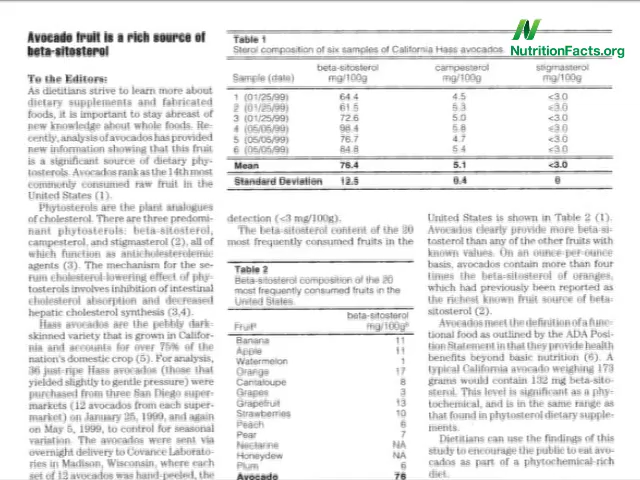 Avocado fruit is a rich source of
beta-sitosterol
To the Editors:
As dietitians strive to learn more about
dietary supplements and fabricated
foods, it is important to stay abreast of
new knowledge about whole foods. Re-
cently, analysis of avocados has provided
new information showing that this fruit
is a significant source of dietary phy-
tosterols. Avocados rank as the 14th most
commonly consumed raw fruit in the
United States (1).
Phytosterols are the plant analogues
of cholesterol. There are three predomi-
nant phytosterols: beta-sitosterol,
campesterol, and stigmasterol (2), all of
which function as anticholesterolemic
agents (3). The mechanism for the se-
rum cholesterol-lowering effect of phy-
tosterols involves inhibition of intestinal
cholesterol absorption and decreased
hepatic cholesterol synthesis (3,4).
Hass avocados are the pebbly dark-
skinned variety that is grown in Califor-
nia and accounts for over 75% of the
nation's domestic crop (5). For analysis,
36 just-ripe Hass avocados (those that
yielded slightly to gentle pressure) were
purchased from three San Diego super-
markets (12 avocados from each super-
market) on January 25, 1999, and again
on May 5, 1999, to control for seasonal
variation. The avocados were sent via
overnight delivery to Covance Laborato-
ries in Madison, Wisconsin, where each
set of 12 avocados was hand-peeled, the
Table 1
Sterol composition of six samples of California Hass avocados
Sample (date) beta-sitosterol mg/100g campesterol mg/100g stigmasterol mg/100g
1 (01/25/99) 64.4 4.5 <3.0
2 (01/25/99) 61.5 5.3 <3.0
3 (01/25/99) 72.6 5.0 <3.0
4 (05/05/99) 98.4 5.8 <3.0
5 (05/05/99) 76.7 4.7 <3.0
6 (05/05/99) 84.8 5.4 <3.0
Mean 76.4 5.1 <3.0
Standard Deviation 12.5 0.4 0
detection (<3 mg/100g).
The beta-sitosterol content of the 20
most frequently consumed fruits in the
Table 2
Beta-sitosterol composition of the 20
most frequently consumed fruits in the
United States
beta-sitosterol
Fruit mg/100g
Banana 11
Apple 11
Watermelon 1
Orange 17
Cantaloupe 8
Grapes 3
Grapefruit 13
Strawberries 10
Peach 6
Pear 7
Nectarine NA
Honeydew NA
Plum 6
Avocado 76
United States is shown in Table 2 (1).
Avocados clearly provide more beta-si-
tosterol than any of the other fruits with
known values. On an ounce-per-ounce
basis, avocados contain more than four
times the beta-sitosterol of oranges,
which had previously been reported as
the richest known fruit source of beta-
sitosterol (2).
Avocados meet the definition of a func-
tional food as outlined by the ADA Posi-
tion Statement in that they provide health
benefits beyond basic nutrition (6). A
typical California avocado weighing 173
grams would contain 132 mg beta-sito-
sterol. This level is significant as a phy-
tochemical, and is in the same range as
that found in phytosterol dietary supple-
ments.
Dietitians can use the findings of this
study to encourage the public to eat avo-
cados as part of a phytochemical-rich
diet.
NutritionFacts.org